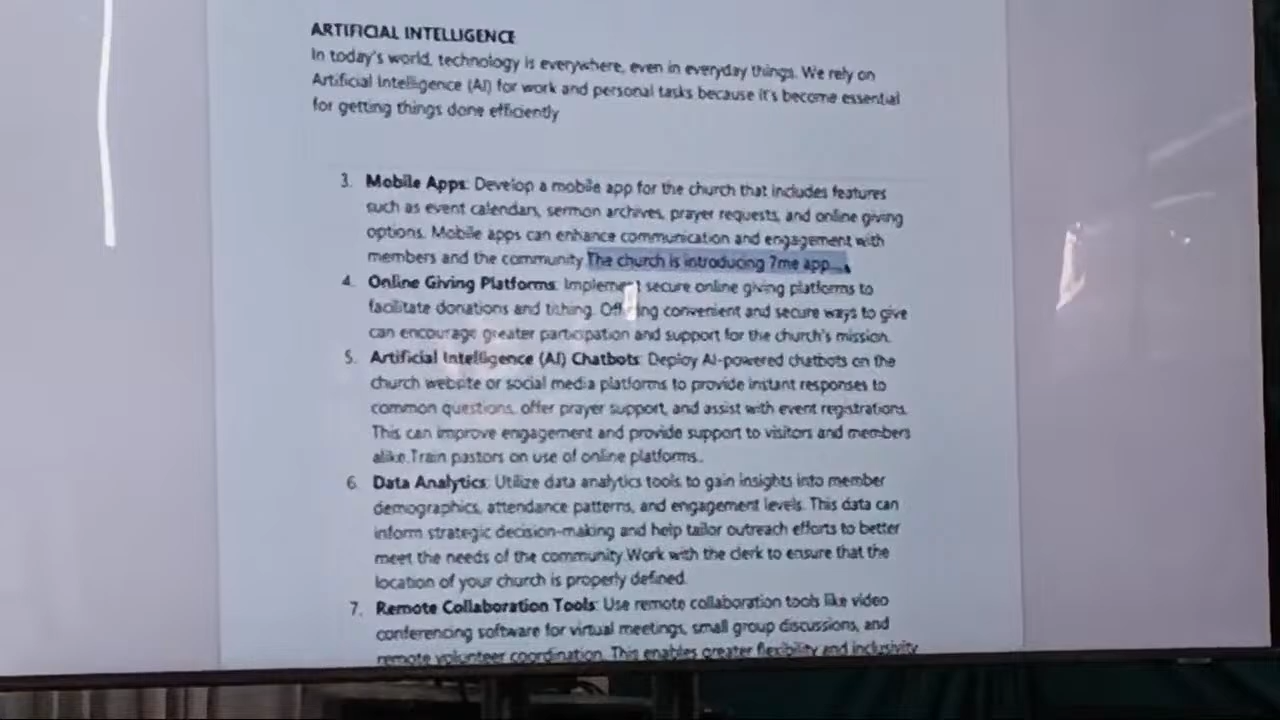 ARTIFICIAL INTELLIGENCE
In today's world, technology is everywhere, even in everyday things. We rely on
Artificial Intelligence (AI) for work and personal tasks because it's become essential
for getting things done efficiently
3. Mobile Apps: Develop a mobile app for the church that includes features
such as event calendars, sermon archives, prayer requests, and online giving
options. Mobile apps can enhance communication and engagement with
members and the community.The church is introducing 7me app....
4. Online Giving Platforms: Implement secure online giving platforms to
facilitate donations and tithing. Offering convenient and secure ways to give
can encourage greater participation and support for the church's mission.
5. Artificial Intelligence (AI) Chatbots: Deploy AI-powered chatbots on the
church website or social media platforms to provide instant responses to
common questions, offer prayer support, and assist with event registrations.
This can improve engagement and provide support to visitors and members
alike.Train pastors on use of online platforms..
6. Data Analytics: Utilize data analytics tools to gain insights into member
demographics, attendance patterns, and engagement levels. This data can
inform strategic decision-making and help tailor outreach efforts to better
meet the needs of the community.Work with the clerk to ensure that the
location of your church is properly defined.
7. Remote Collaboration Tools: Use remote collaboration tools like video
conferencing software for virtual meetings, small group discussions, and
remote volunteer coordination. This enables greater flexibility and inclusivity